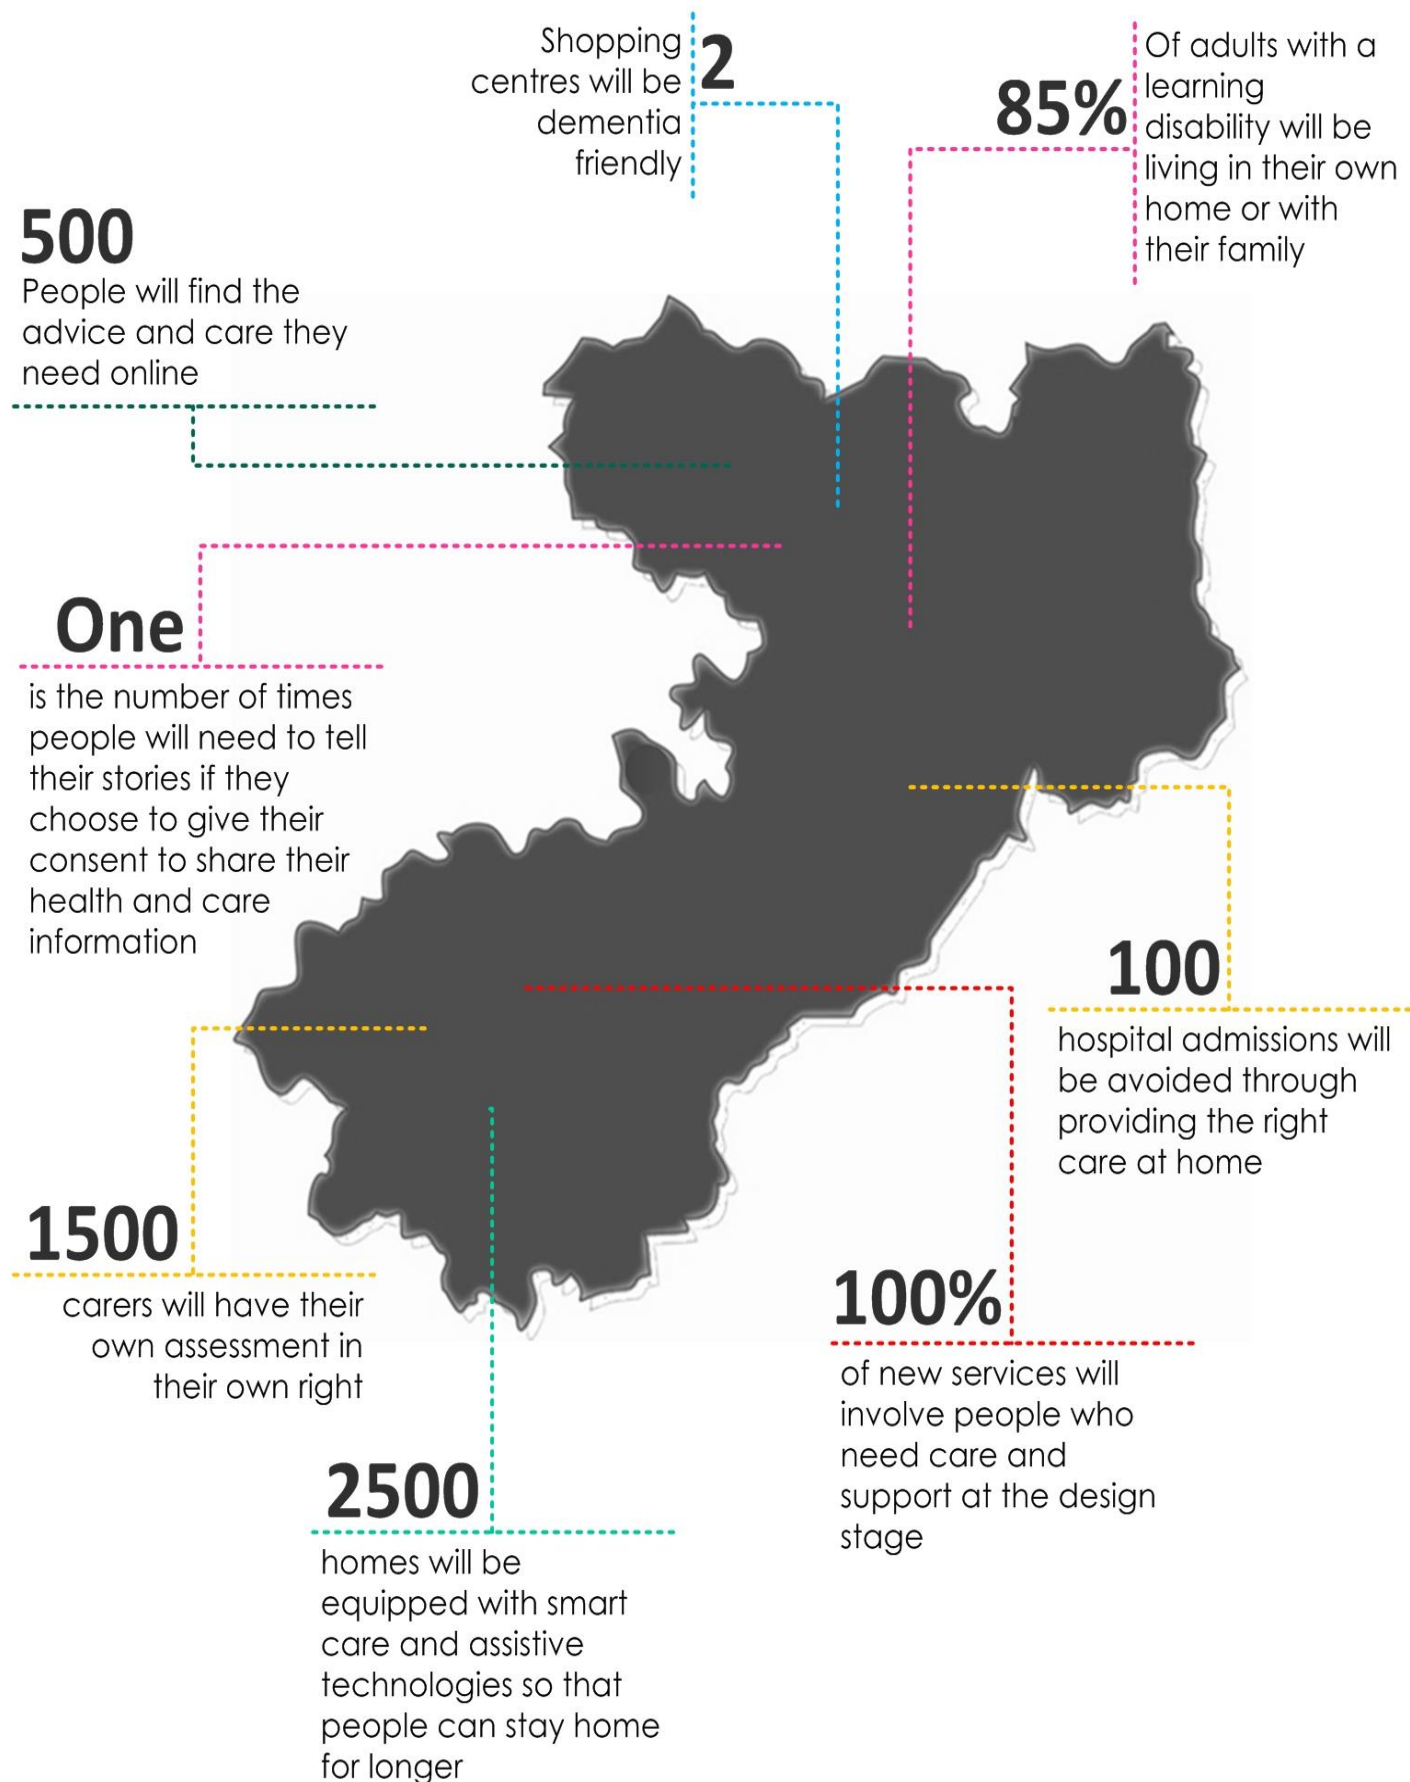 Shopping
centres will be
dementia
friendly
2
85%
Of adults with a
learning
disability will be
living in their own
home or with
their family
500
People will find the
advice and care they
need online
One
is the number of times
people will need to tell
their stories if they
choose to give their
consent to share their
health and care
information
100
hospital admissions will
be avoided through
providing the right
care at home
1500
carers will have their
own assessment in
their own right
100%
of new services will
involve people who
need care and
support at the design
stage
2500
homes will be
equipped with smart
care and assistive
technologies so that
people can stay home
for longer